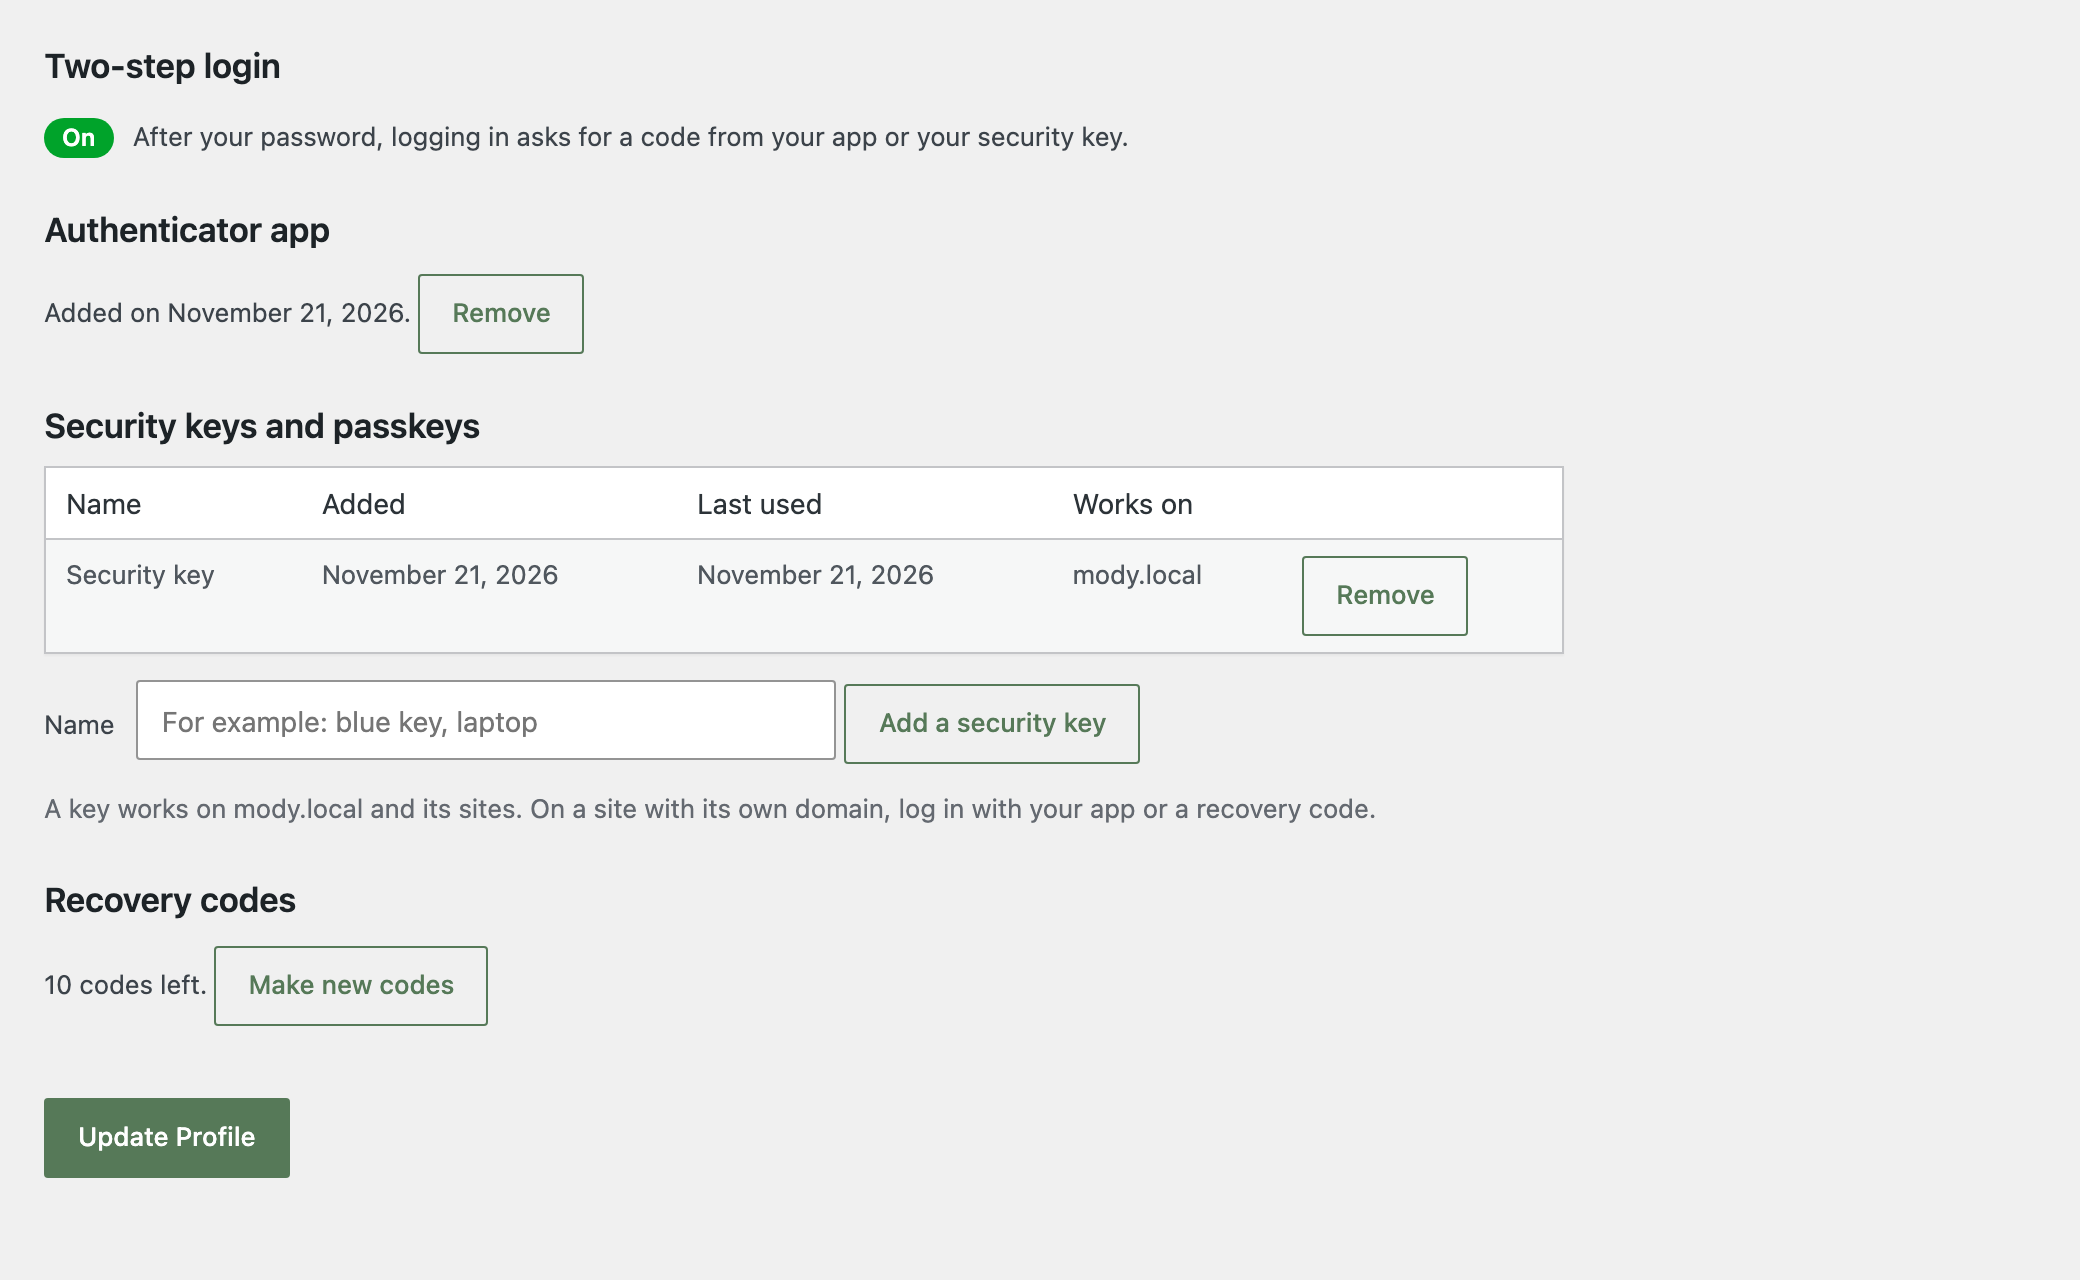 Two-step login
On After your password, logging in asks for a code from your app or your security key.
Authenticator app
Added on November 21, 2026. Remove
Security keys and passkeys
Name Added Last used Works on
Security key November 21, 2026 November 21, 2026 mody.local Remove
Name For example: blue key, laptop Add a security key
A key works on mody.local and its sites. On a site with its own domain, log in with your app or a recovery code.
Recovery codes
10 codes left. Make new codes
Update Profile